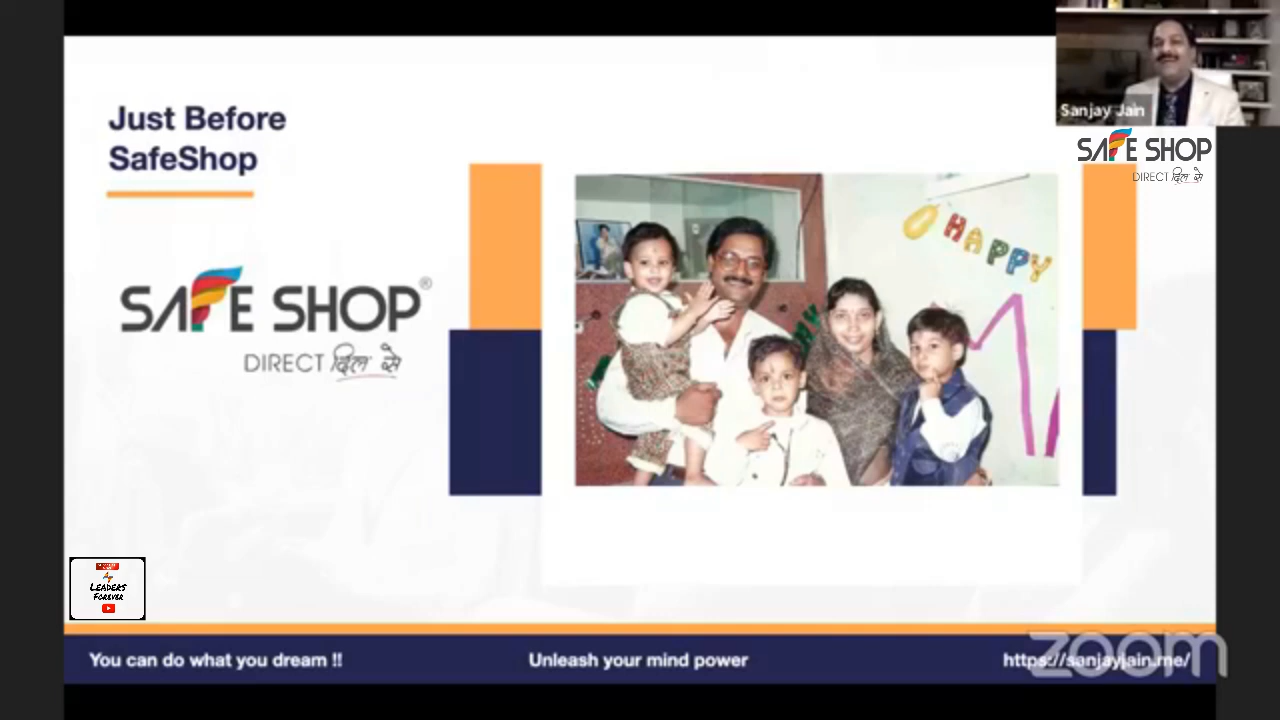 Just Before
SafeShop
SAFE SHOP®
DIRECT दिल से
HAPPY
Sanjay Jain
SAFE SHOP
DIRECT दिल से
LEADERS
FOREVER
You can do what you dream !!
Unleash your mind power
https://sanjayjain.me/
zoom